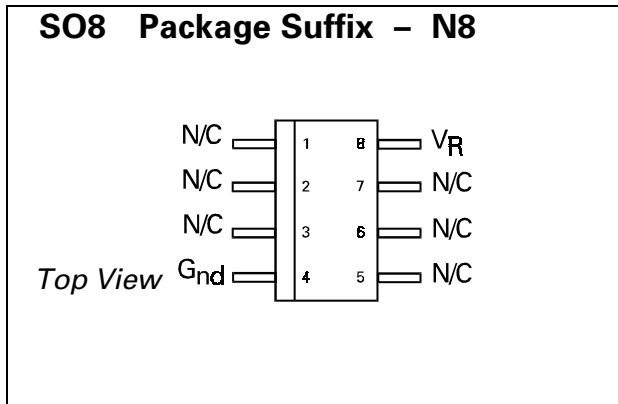 SO8 Package Suffix – N8
N/C 1 8 VR
N/C 2 7 N/C
N/C 3 6 N/C
Top View Gnd 4 5 N/C